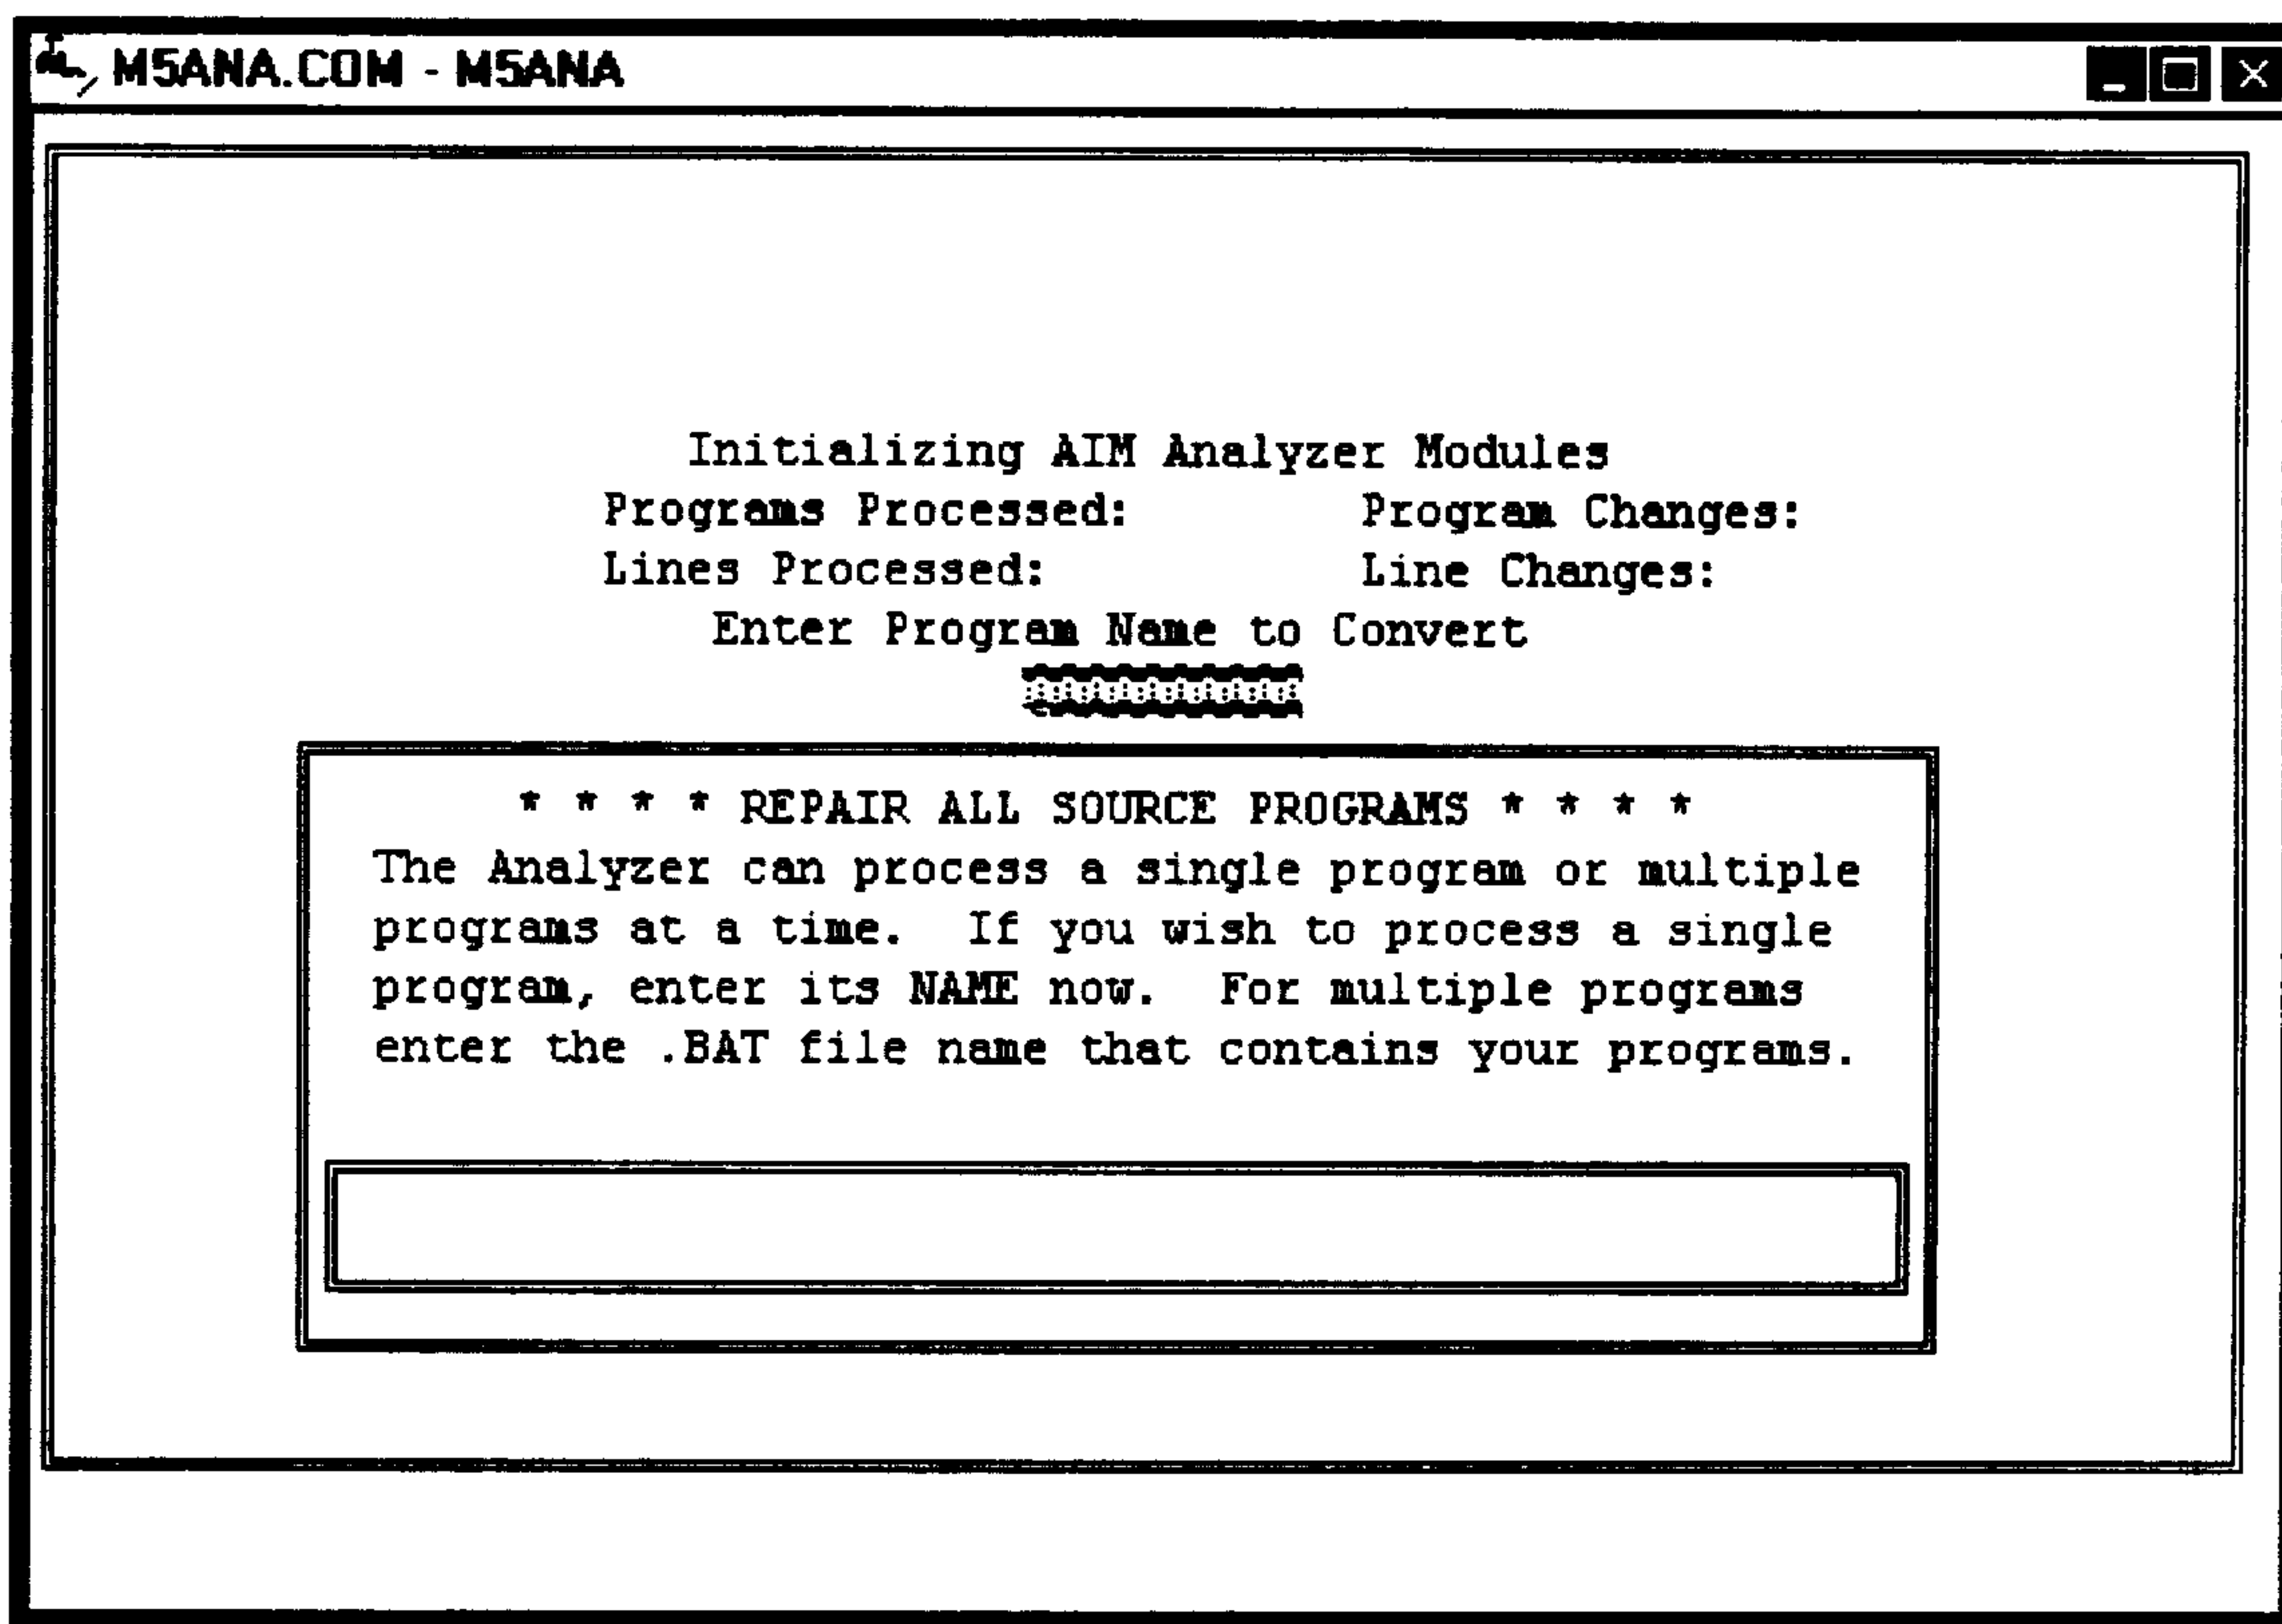 M5ANA.COM - M5ANA
Initializing AIM Analyzer Modules
Programs Processed: Program Changes:
Lines Processed: Line Changes:
Enter Program Name to Convert
* * * * REPAIR ALL SOURCE PROGRAMS * * * *
The Analyzer can process a single program or multiple
programs at a time.  If you wish to process a single
program, enter its NAME now.  For multiple programs
enter the .BAT file name that contains your programs.